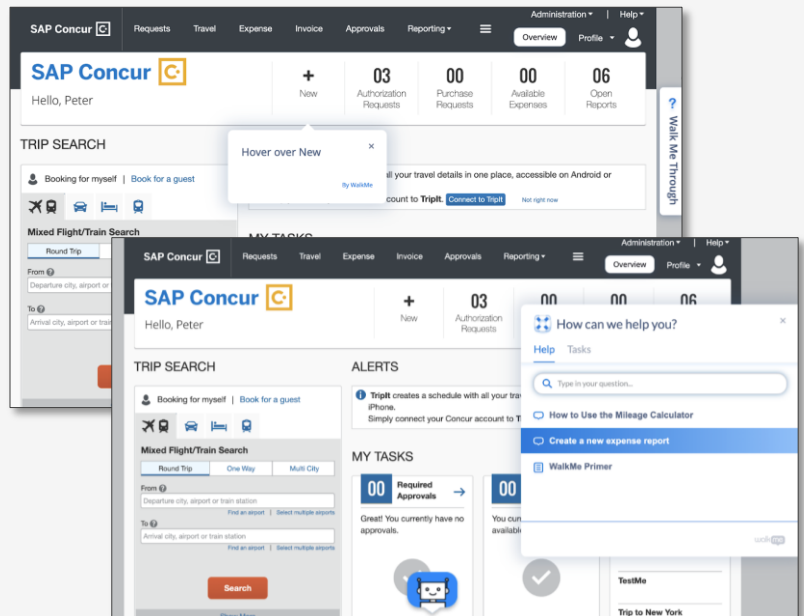 Administration | Help
SAP Concur C Requests Travel Expense Invoice Approvals Reporting
Overview Profile
SAP Concur C
Hello, Peter
+ 03 00 00 06
New Authorization Purchase Available Open
Requests Requests Expenses Reports
? Walk Me Through
TRIP SEARCH
Hover over New ×
By WalkMe
Booking for myself | Book for a guest
all your travel details in one place, accessible on Android or
count to TripIt. Connect to TripIt Not right now
Mixed Flight/Train Search
MY TASKS
Round Trip
From ?
Departure city, airport or
To ?
Arrival city, airport or train
Administration | Help
SAP Concur C Requests Travel Expense Invoice Approvals Reporting
Overview Profile
SAP Concur C
Hello, Peter
+ 03 00 00 06
New Authorization
Requests
How can we help you? ×
Help Tasks
Type in your question...
How to Use the Mileage Calculator
Create a new expense report
WalkMe Primer
walkme
TRIP SEARCH
Booking for myself | Book for a guest
Mixed Flight/Train Search
Round Trip One Way Multi City
From ?
Departure city, airport or train station
Find an airport | Select multiple airports
To ?
Arrival city, airport or train station
Find an airport | Select multiple airports
Search
Show More
ALERTS
TripIt creates a schedule with all your
iPhone.
Simply connect your Concur account to
MY TASKS
00 Required
Approvals →
Great! You currently have no
approvals.
00
You
available
TestMe
Trip to New York